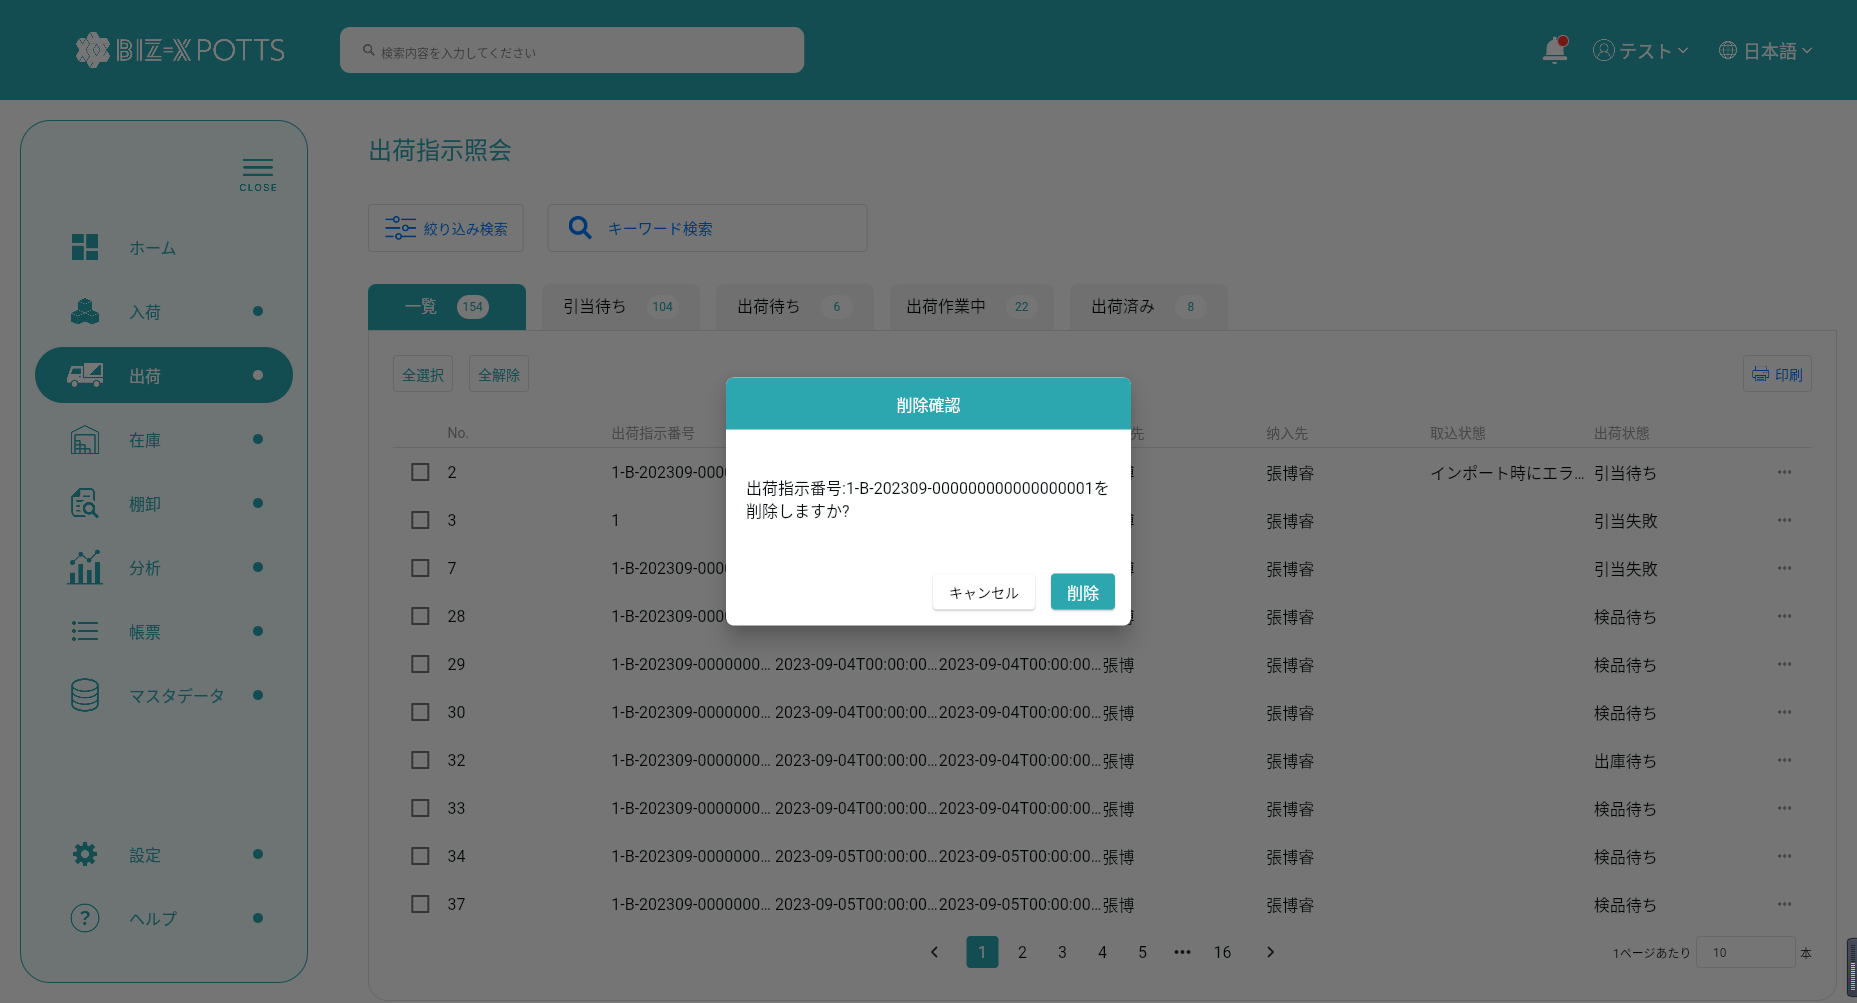 BIZ=X POTTS
検索内容を入力してください
テスト
日本語
CLOSE
ホーム
入荷
出荷
在庫
棚卸
分析
帳票
マスタデータ
設定
ヘルプ
出荷指示照会
絞り込み検索
キーワード検索
一覧 154
引当待ち 104
出荷待ち 6
出荷作業中 22
出荷済み 8
全選択
全解除
印刷
No. 出荷指示番号 先 納入先 取込状態 出荷状態
2 1-B-202309-000 張博睿 インポート時にエラ... 引当待ち
3 1 張博睿 引当失敗
7 1-B-202309-000 張博睿 引当失敗
28 1-B-202309-000 張博睿 検品待ち
29 1-B-202309-0000000... 2023-09-04T00:00:00... 2023-09-04T00:00:00... 張博 張博睿 検品待ち
30 1-B-202309-0000000... 2023-09-04T00:00:00... 2023-09-04T00:00:00... 張博 張博睿 検品待ち
32 1-B-202309-0000000... 2023-09-04T00:00:00... 2023-09-04T00:00:00... 張博 張博睿 出庫待ち
33 1-B-202309-0000000... 2023-09-04T00:00:00... 2023-09-04T00:00:00... 張博 張博睿 検品待ち
34 1-B-202309-0000000... 2023-09-05T00:00:00... 2023-09-05T00:00:00... 張博 張博睿 検品待ち
37 1-B-202309-0000000... 2023-09-05T00:00:00... 2023-09-05T00:00:00... 張博 張博睿 検品待ち
1 2 3 4 5 ••• 16
1ページあたり 10 本
削除確認
出荷指示番号:1-B-202309-000000000000000001を
削除しますか?
キャンセル
削除